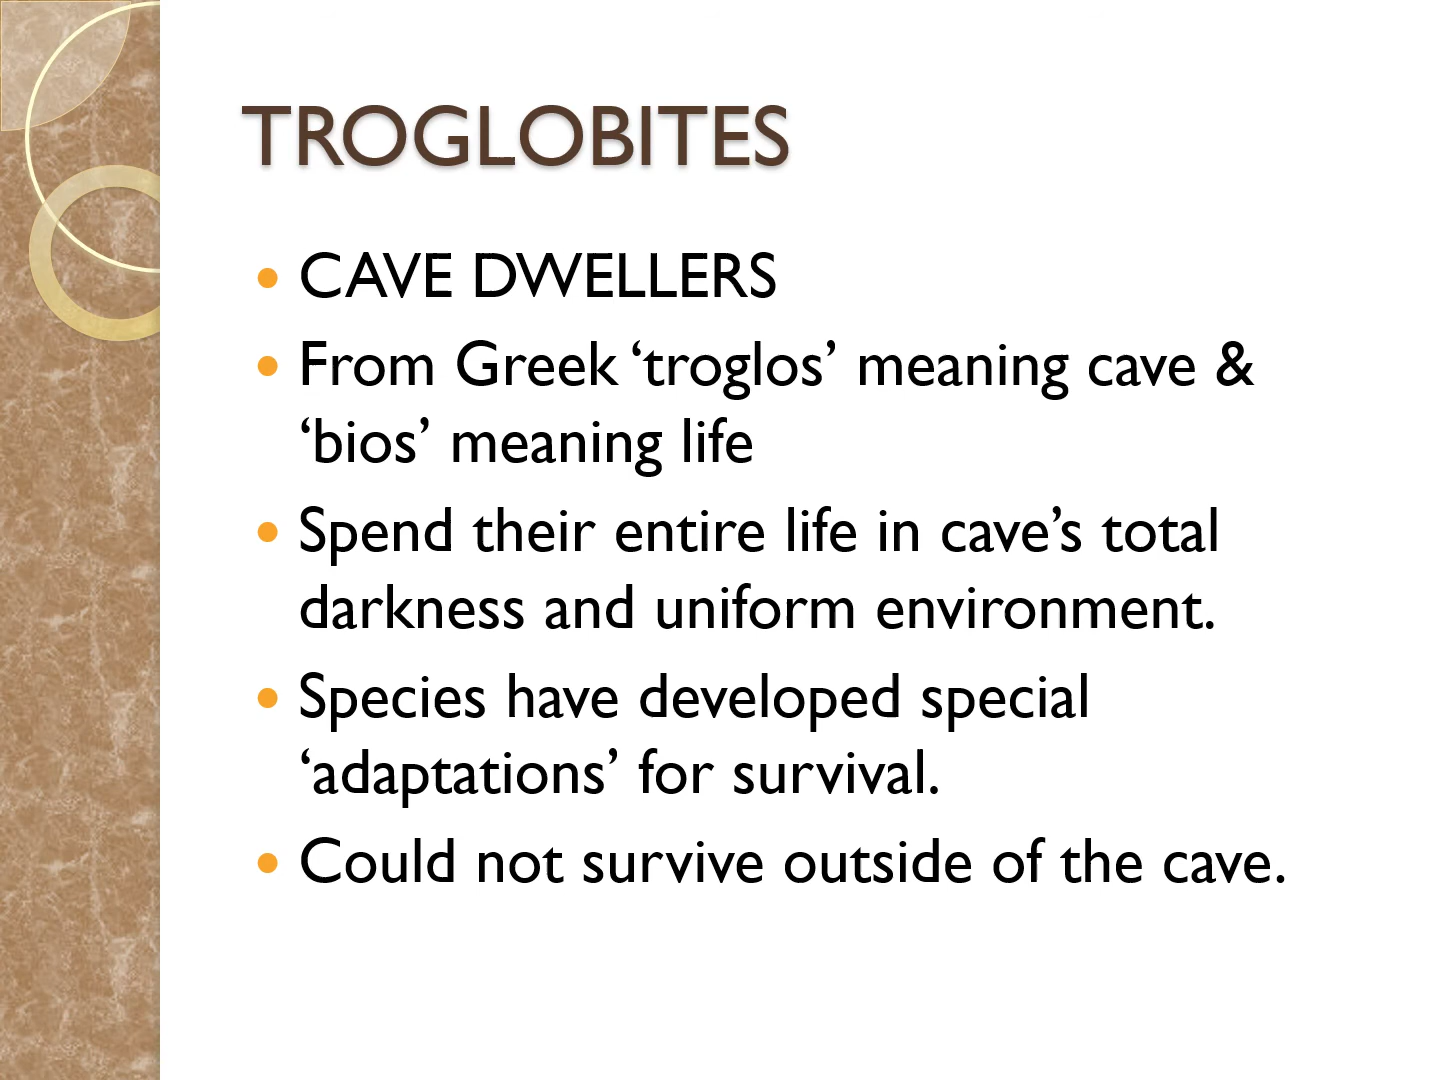 TROGLOBITES
• CAVE DWELLERS
• From Greek ‘troglos’ meaning cave &
‘bios’ meaning life
• Spend their entire life in cave’s total
darkness and uniform environment.
• Species have developed special
‘adaptations’ for survival.
• Could not survive outside of the cave.